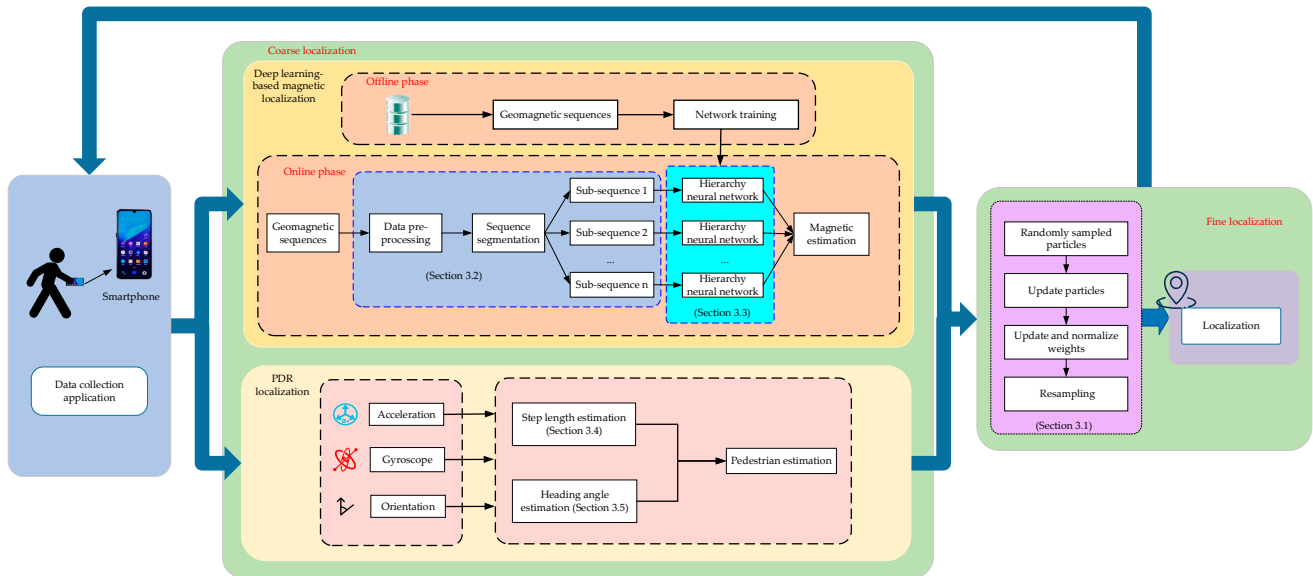 Coarse localization
Deep learning-
based magnetic
localization
Offline phase
Geomagnetic sequences
Network training
Online phase
Geomagnetic
sequences
Data pre-
processing
Sequence
segmentation
(Section 3.2)
Sub-sequence 1
Sub-sequence 2
...
Sub-sequence n
Hierarchy
neural network
Hierarchy
neural network
...
Hierarchy
neural network
(Section 3.3)
Magnetic
estimation
Smartphone
Data collection
application
PDR
localization
Acceleration
Gyroscope
Orientation
Step length estimation
(Section 3.4)
Heading angle
estimation (Section 3.5)
Pedestrian estimation
Fine localization
Randomly sampled
particles
Update particles
Update and normalize
weights
Resampling
(Section 3.1)
Localization